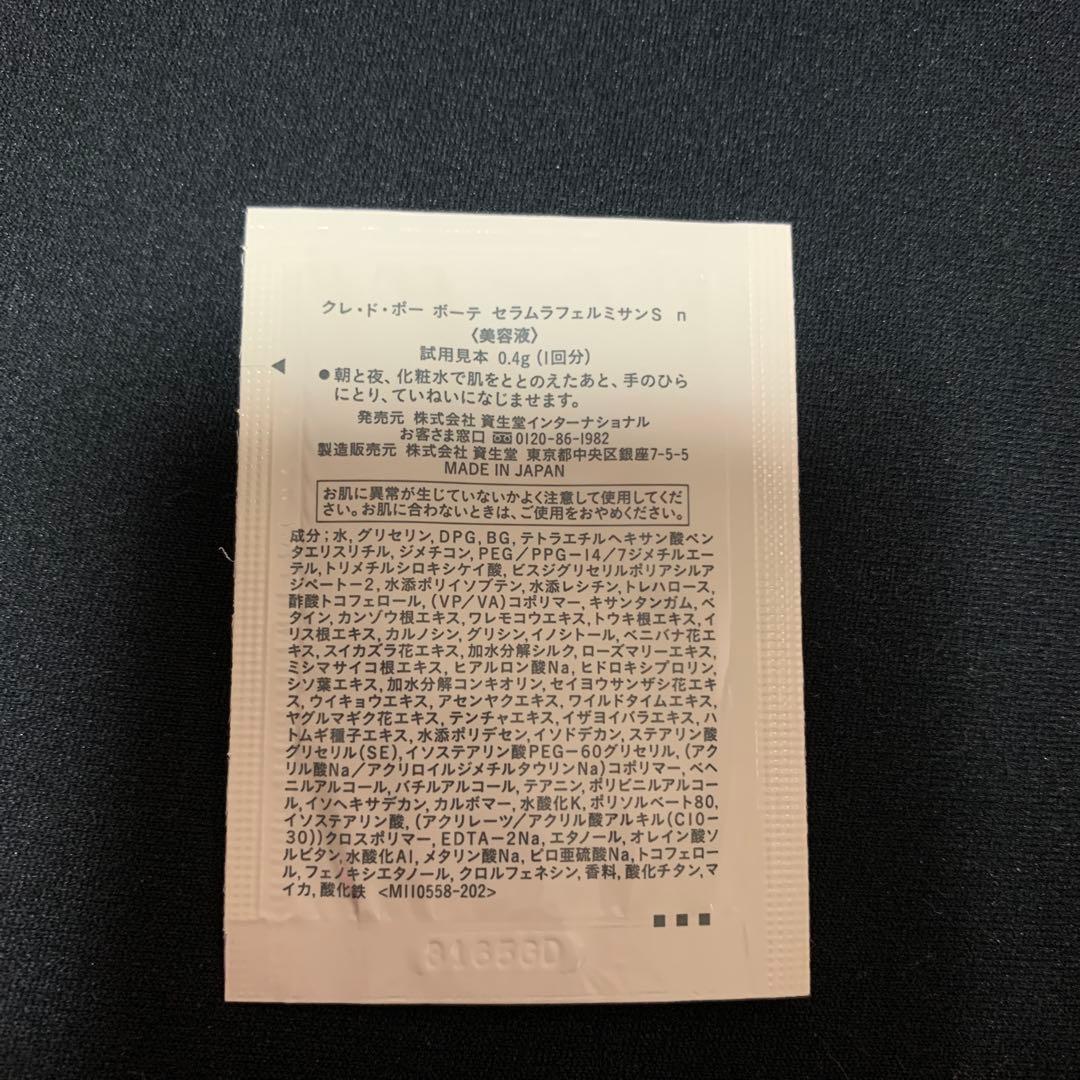 クレ・ド・ポー ボーテ セラムラフェルミサンS n
〈美容液〉
試用見本 0.4g (1回分)
●朝と夜、化粧水で肌をととのえたあと、手のひら
にとり、ていねいになじませます。
発売元 株式会社 資生堂インターナショナル
お客さま窓口 0120-86-1982
製造販売元 株式会社 資生堂 東京都中央区銀座7-5-5
MADE IN JAPAN
お肌に異常が生じていないかよく注意して使用してくだ
さい。お肌に合わないときは、ご使用をおやめください。
成分;水,グリセリン,DPG,BG,テトラエチルヘキサン酸ペン
タエリスリチル,ジメチコン,PEG/PPG-14/7ジメチルエー
テル,トリメチルシロキシケイ酸,ビスジグリセリルポリアシルア
ジペート-2,水添ポリイソブテン,水添レシチン,トレハロース,
酢酸トコフェロール,(VP/VA)コポリマー,キサンタンガム,ベ
タイン,カンゾウ根エキス,ワレモコウエキス,トウキ根エキス,イ
リス根エキス,カルノシン,グリシン,イノシトール,ベニバナ花エ
キス,スイカズラ花エキス,加水分解シルク,ローズマリーエキス,
ミシマサイコ根エキス,ヒアルロン酸Na,ヒドロキシプロリン,
シソ葉エキス,加水分解コンキオリン,セイヨウサンザシ花エキ
ス,ウイキョウエキス,アセンヤクエキス,ワイルドタイムエキス,
ヤグルマギク花エキス,テンチャエキス,イザヨイバラエキス,ハ
トムギ種子エキス,水添ポリデセン,イソドデカン,ステアリン酸
グリセリル(SE),イソステアリン酸PEG-60グリセリル,(アク
リル酸Na/アクリロイルジメチルタウリンNa)コポリマー,ベヘ
ニルアルコール,バチルアルコール,テアニン,ポリビニルアルコー
ル,イソヘキサデカン,カルボマー,水酸化K,ポリソルベート80,
イソステアリン酸,(アクリレーツ/アクリル酸アルキル(C10-
30))クロスポリマー,EDTA-2Na,エタノール,オレイン酸ソ
ルビタン,水酸化Al,メタリン酸Na,ピロ亜硫酸Na,トコフェロー
ル,フェノキシエタノール,クロルフェネシン,香料,酸化チタン,マ
イカ,酸化鉄 <M110558-202>